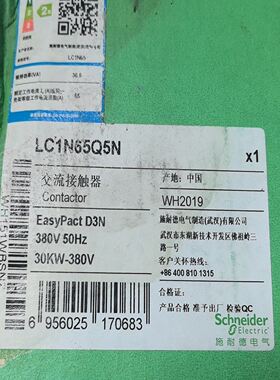 LC1N65
36.6
65
LC1N65Q5N
x1
交流接触器
Contactor
产地: 中国
WH2019
EasyPact D3N
380V 50Hz
30KW-380V
施耐德电气制造(武汉)有限公司
武汉市东湖新技术开发区佛祖岭三
路一号
客户关怀热线:
+86 400 810 1315
合格证
产品合格 准予出厂 检验QC
6 956025 170683
Schneider
Electric
施耐德电气